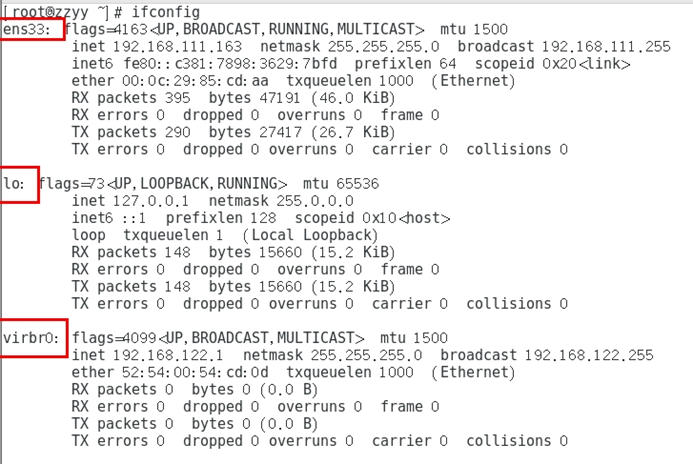 [root@zzyy ~]# ifconfig
ens33: flags=4163<UP,BROADCAST,RUNNING,MULTICAST>  mtu 1500
inet 192.168.111.163  netmask 255.255.255.0  broadcast 192.168.111.255
inet6 fe80::c381:7898:3629:7bfd  prefixlen 64  scopeid 0x20<link>
ether 00:0c:29:85:cd:aa  txqueuelen 1000  (Ethernet)
RX packets 395  bytes 47191 (46.0 KiB)
RX errors 0  dropped 0  overruns 0  frame 0
TX packets 290  bytes 27417 (26.7 KiB)
TX errors 0  dropped 0 overruns 0  carrier 0  collisions 0
lo: flags=73<UP,LOOPBACK,RUNNING>  mtu 65536
inet 127.0.0.1  netmask 255.0.0.0
inet6 ::1  prefixlen 128  scopeid 0x10<host>
loop  txqueuelen 1  (Local Loopback)
RX packets 148  bytes 15660 (15.2 KiB)
RX errors 0  dropped 0  overruns 0  frame 0
TX packets 148  bytes 15660 (15.2 KiB)
TX errors 0  dropped 0 overruns 0  carrier 0  collisions 0
virbr0: flags=4099<UP,BROADCAST,MULTICAST>  mtu 1500
inet 192.168.122.1  netmask 255.255.255.0  broadcast 192.168.122.255
ether 52:54:00:54:cd:0d  txqueuelen 1000  (Ethernet)
RX packets 0  bytes 0 (0.0 B)
RX errors 0  dropped 0  overruns 0  frame 0
TX packets 0  bytes 0 (0.0 B)
TX errors 0  dropped 0 overruns 0  carrier 0  collisions 0